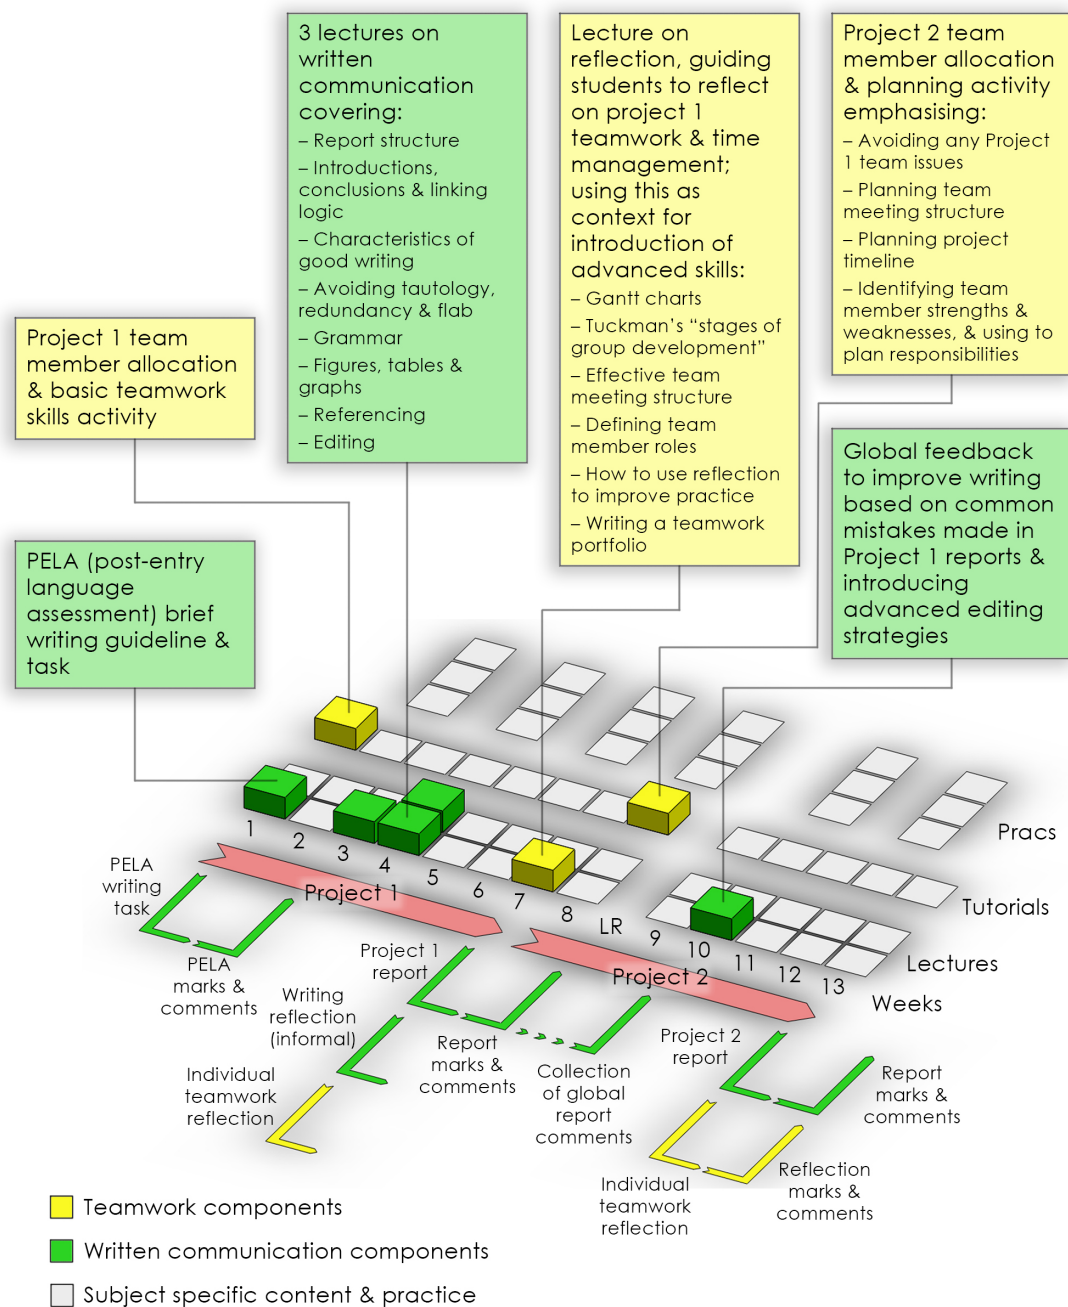 3 lectures on
written
communication
covering:
– Report structure
– Introductions,
conclusions & linking
logic
– Characteristics of
good writing
– Avoiding tautology,
redundancy & flab
– Grammar
– Figures, tables &
graphs
– Referencing
– Editing
Lecture on
reflection, guiding
students to reflect
on project 1
teamwork & time
management;
using this as
context for
introduction of
advanced skills:
– Gantt charts
– Tuckman’s “stages of
group development”
– Effective team
meeting structure
– Defining team
member roles
– How to use reflection
to improve practice
– Writing a teamwork
portfolio
Project 2 team
member allocation
& planning activity
emphasising:
– Avoiding any Project
1 team issues
– Planning team
meeting structure
– Planning project
timeline
– Identifying team
member strengths &
weaknesses, & using to
plan responsibilities
Project 1 team
member allocation
& basic teamwork
skills activity
Global feedback
to improve writing
based on common
mistakes made in
Project 1 reports &
introducing
advanced editing
strategies
PELA (post-entry
language
assessment) brief
writing guideline &
task
Pracs
Tutorials
Lectures
Weeks
1
2
3
4
5
6
7
8
LR
9
10
11
12
13
Project 1
Project 2
PELA
writing
task
PELA
marks &
comments
Project 1
report
Writing
reflection
(informal)
Individual
teamwork
reflection
Report
marks &
comments
Collection
of global
report
comments
Project 2
report
Report
marks &
comments
Individual
teamwork
reflection
Reflection
marks &
comments
Teamwork components
Written communication components
Subject specific content & practice